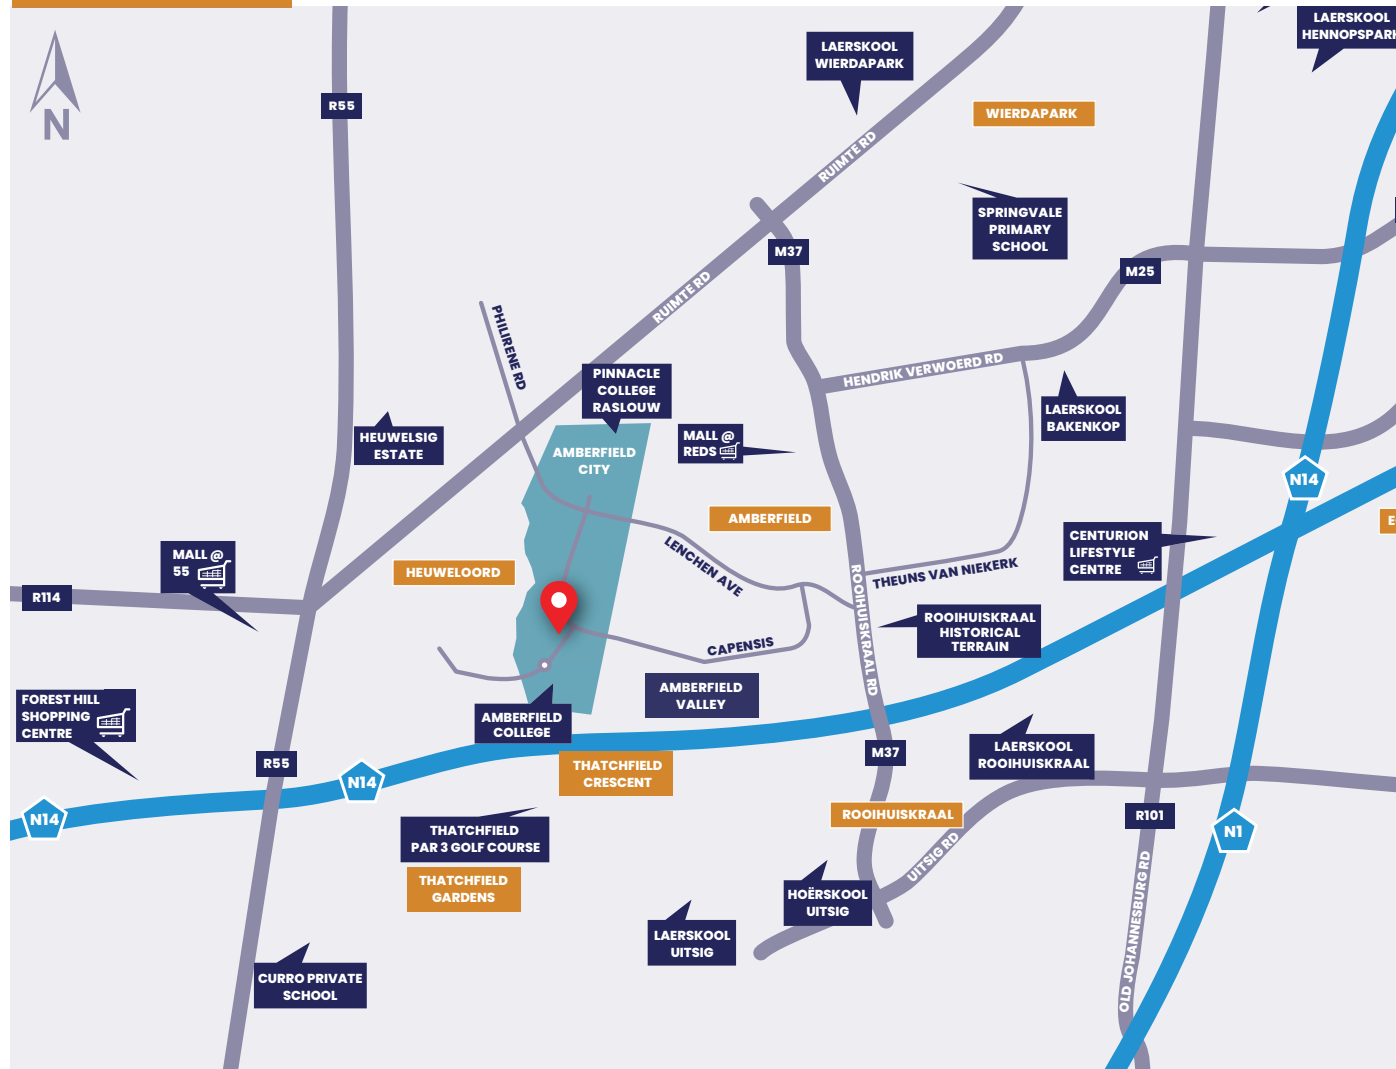 LAERSKOOL
HENNOPSPARK
LAERSKOOL
WIERDAPARK
N
R55
WIERDAPARK
RUIMTE RD
SPRINGVALE
PRIMARY
SCHOOL
M37
M25
RUIMTE RD
PHILIRENE RD
HENDRIK VERWOERD RD
PINNACLE
COLLEGE
RASLOUW
LAERSKOOL
BAKENKOP
HEUWELSIG
ESTATE
MALL @
REDS
AMBERFIELD
CITY
N14
AMBERFIELD
E
CENTURION
LIFESTYLE
CENTRE
MALL @
55
HEUWELOORD
LENCHEN AVE
THEUNS VAN NIEKERK
R114
ROOIHUISKRAAL RD
ROOIHUISKRAAL
HISTORICAL
TERRAIN
CAPENSIS
AMBERFIELD
VALLEY
FOREST HILL
SHOPPING
CENTRE
AMBERFIELD
COLLEGE
R55
M37
LAERSKOOL
ROOIHUISKRAAL
THATCHFIELD
CRESCENT
N14
N14
ROOIHUISKRAAL
R101
N1
THATCHFIELD
PAR 3 GOLF COURSE
UITSIG RD
THATCHFIELD
GARDENS
HOËRSKOOL
UITSIG
OLD JOHANNESBURG RD
LAERSKOOL
UITSIG
CURRO PRIVATE
SCHOOL